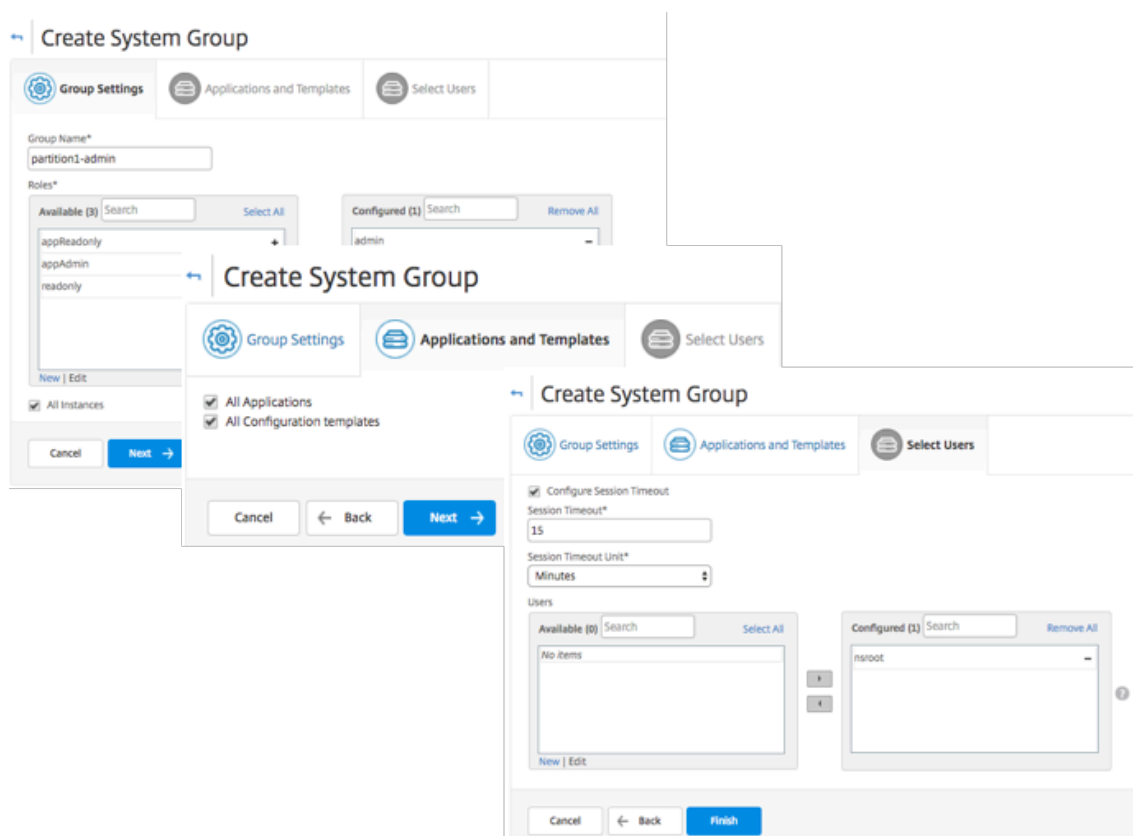 Create System Group
Group Settings Applications and Templates Select Users
Group Name*
partition1-admin
Roles*
Available (3) Search Select All Configured (1) Search Remove All
appReadonly + admin −
appAdmin
readonly
New | Edit
All Instances
Cancel Next →
Create System Group
Group Settings Applications and Templates Select Users
All Applications
All Configuration templates
Cancel ← Back Next →
Create System Group
Group Settings Applications and Templates Select Users
Configure Session Timeout
Session Timeout*
15
Session Timeout Unit*
Minutes
Users
Available (0) Search Select All Configured (1) Search Remove All
No items nsroot −
?
New | Edit
Cancel ← Back Finish